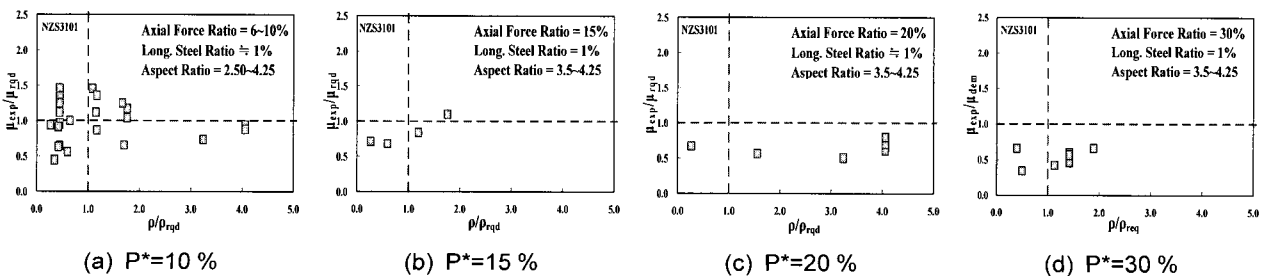 NZS3101
Axial Force Ratio = 6~10%
Long. Steel Ratio ≒ 1%
Aspect Ratio = 2.50~4.25
μexp/μrqd
2.5
2.0
1.5
1.0
0.5
0.0
0.0 1.0 2.0 3.0 4.0 5.0
ρ/ρrqd
(a) P*=10 %
NZS3101
Axial Force Ratio = 15%
Long. Steel Ratio = 1%
Aspect Ratio = 3.5~4.25
μexp/μrqd
2.5
2.0
1.5
1.0
0.5
0.0
0.0 1.0 2.0 3.0 4.0 5.0
ρ/ρrqd
(b) P*=15 %
NZS3101
Axial Force Ratio = 20%
Long. Steel Ratio ≒ 1%
Aspect Ratio = 3.5~4.25
μexp/μrqd
2.5
2.0
1.5
1.0
0.5
0.0
0.0 1.0 2.0 3.0 4.0 5.0
ρ/ρrqd
(c) P*=20 %
NZS3101
Axial Force Ratio = 30%
Long. Steel Ratio = 1%
Aspect Ratio = 3.5~4.25
μexp/μdem
2.5
2.0
1.5
1.0
0.5
0.0
0.0 1.0 2.0 3.0 4.0 5.0
ρ/ρreq
(d) P*=30 %